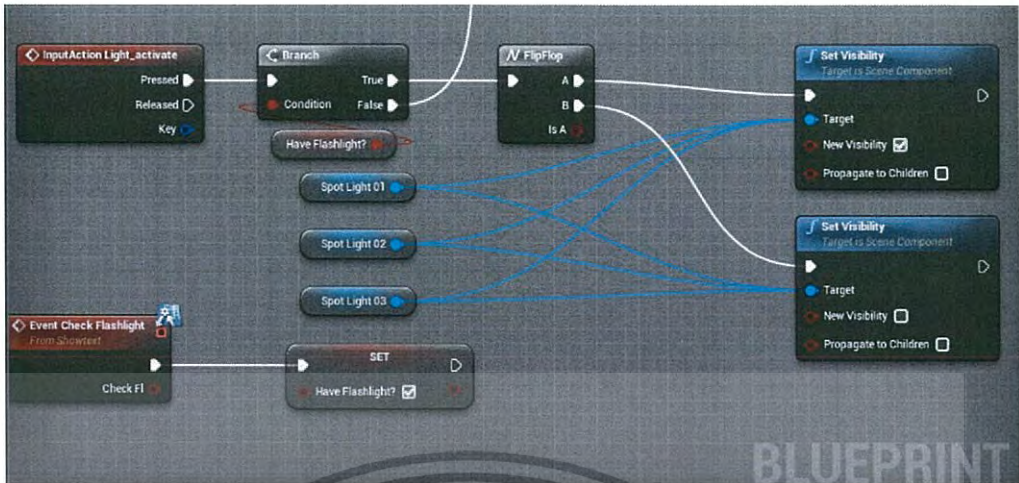 InputAction Light_activate
Pressed
Released
Key
Branch
True
Condition
False
Have Flashlight?
FlipFlop
A
B
Is A
Set Visibility
Target is Scene Component
Target
New Visibility
Propagate to Children
Spot Light 01
Spot Light 02
Spot Light 03
Set Visibility
Target is Scene Component
Target
New Visibility
Propagate to Children
Event Check Flashlight
From Showtext
Check Fl
SET
Have Flashlight?
BLUEPRINT